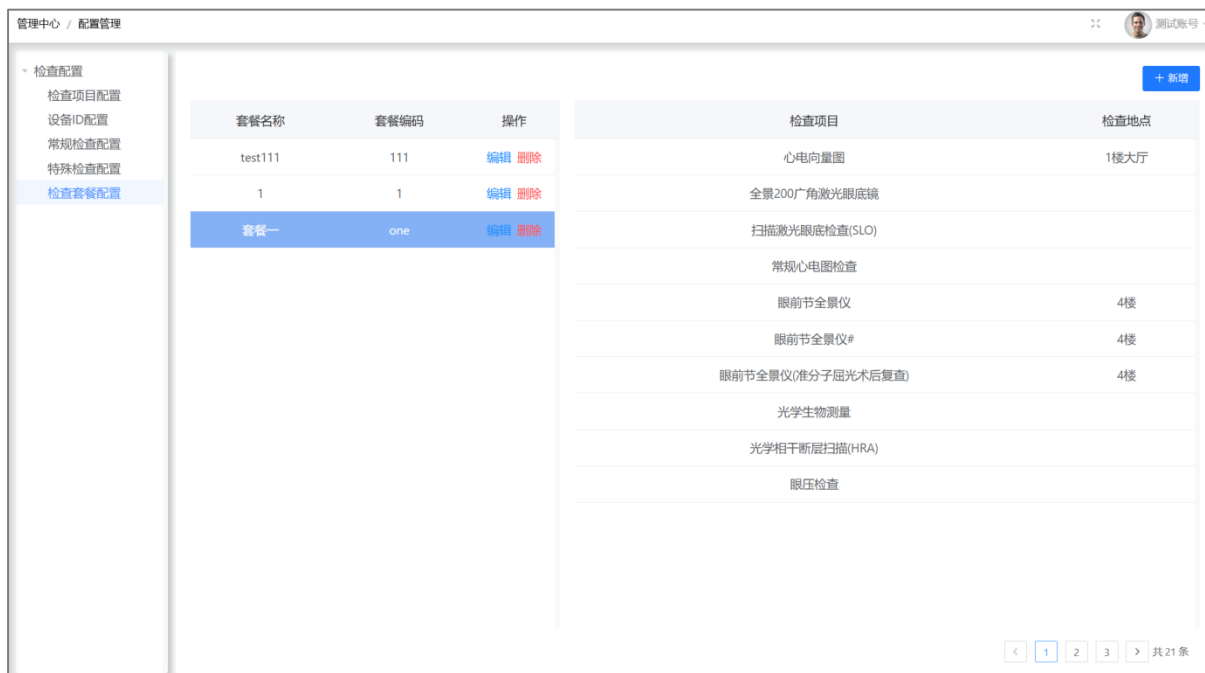 管理中心 / 配置管理
测试账号
检查配置
检查项目配置
设备ID配置
常规检查配置
特殊检查配置
检查套餐配置
+ 新增
套餐名称 套餐编码 操作
test111 111 编辑 删除
1 1 编辑 删除
套餐一 one 编辑 删除
检查项目 检查地点
心电向量图 1楼大厅
全景200广角激光眼底镜
扫描激光眼底检查(SLO)
常规心电图检查
眼前节全景仪 4楼
眼前节全景仪# 4楼
眼前节全景仪(准分子屈光术后复查) 4楼
光学生物测量
光学相干断层扫描(HRA)
眼压检查
< 1 2 3 > 共 21 条